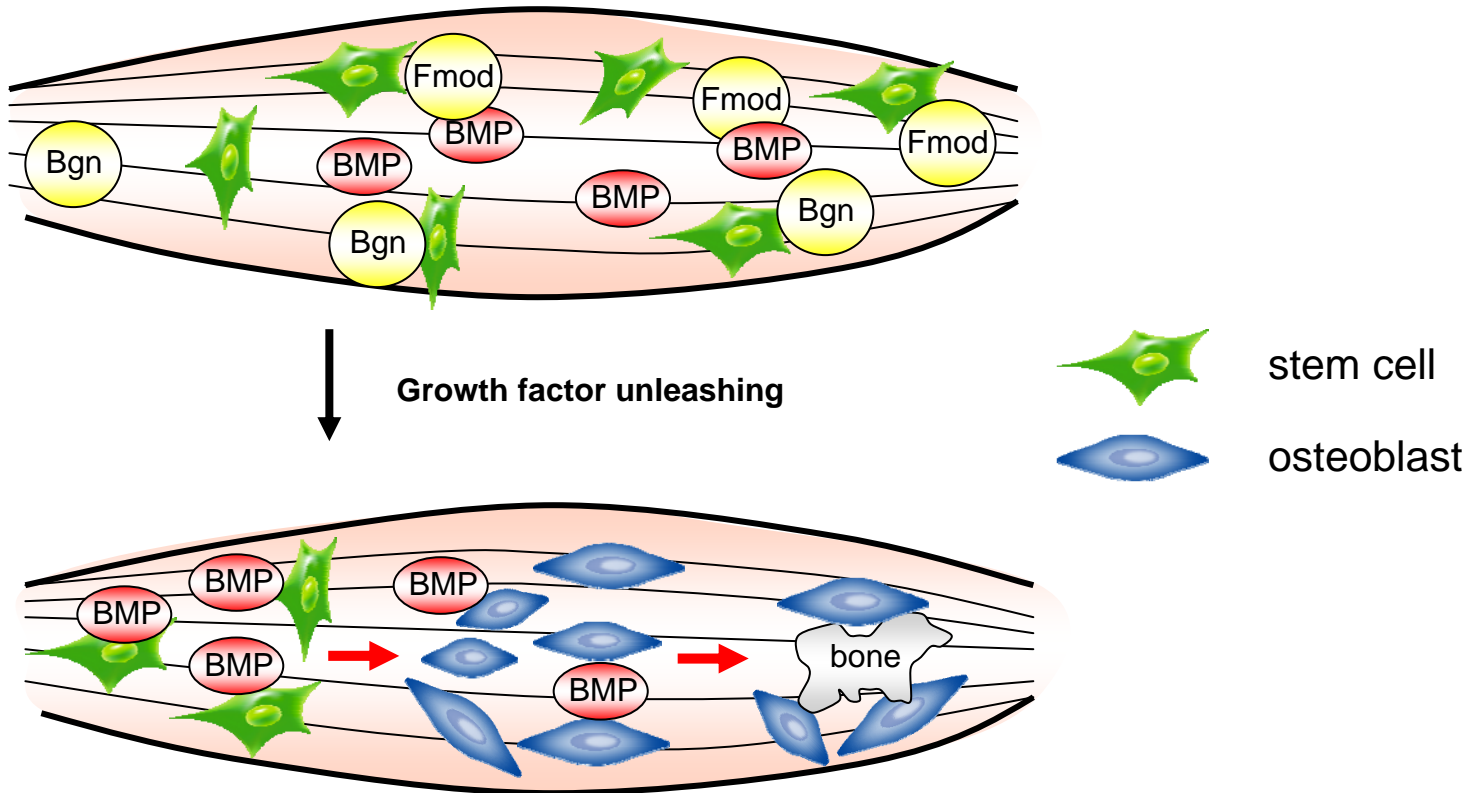 Fmod
Fmod
Fmod
BMP
BMP
BMP
BMP
Bgn
Bgn
Bgn
Growth factor unleashing
stem cell
osteoblast
BMP
BMP
BMP
BMP
BMP
bone